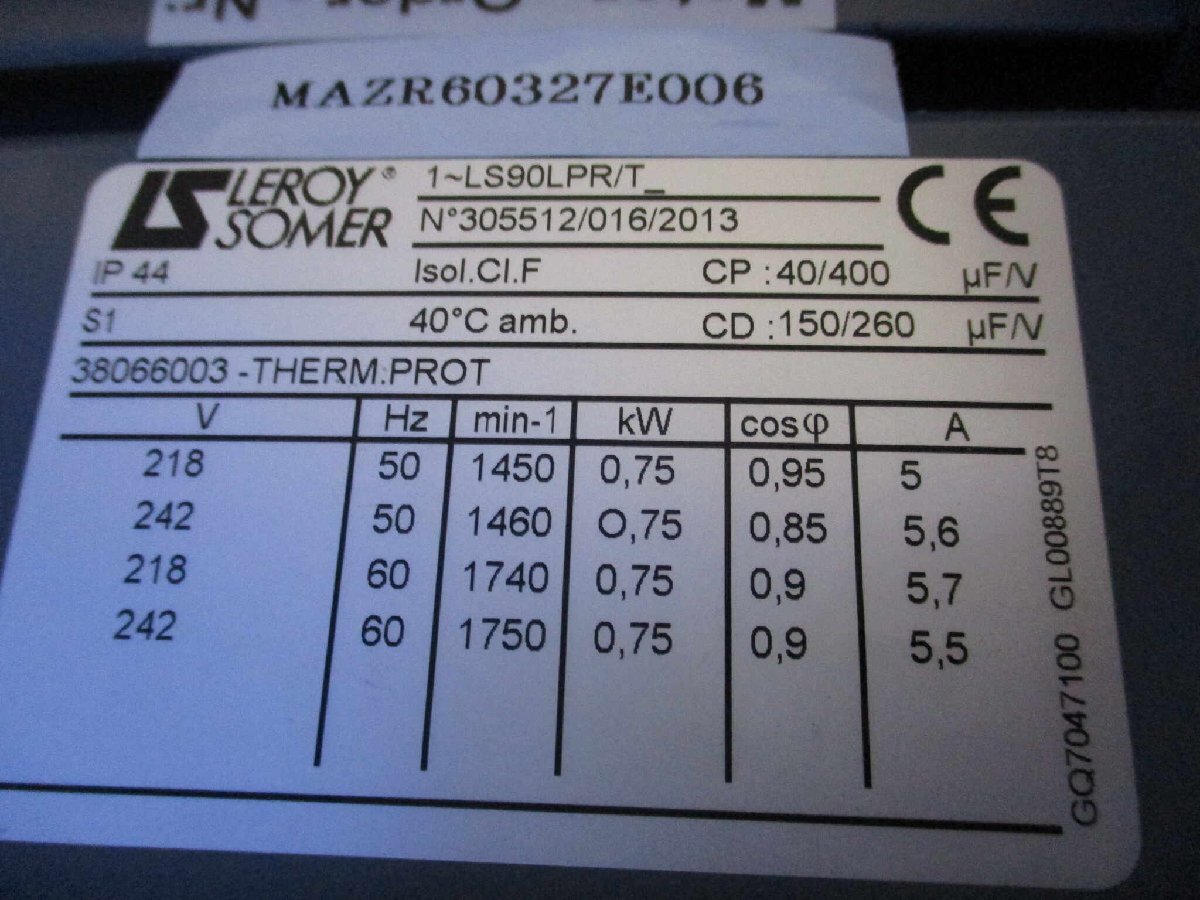 MAZR60327E006
LS LEROY® SOMER
1~LS90LPR/T_
N°305512/016/2013
CE
IP 44 Isol.Cl.F CP : 40/400 µF/V
S1 40°C amb. CD : 150/260 µF/V
38066003 -THERM.PROT
V Hz min-1 kW cosφ A
218 50 1450 0,75 0,95 5
242 50 1460 O,75 0,85 5,6
218 60 1740 0,75 0,9 5,7
242 60 1750 0,75 0,9 5,5
GQ7047100 GL00889T8